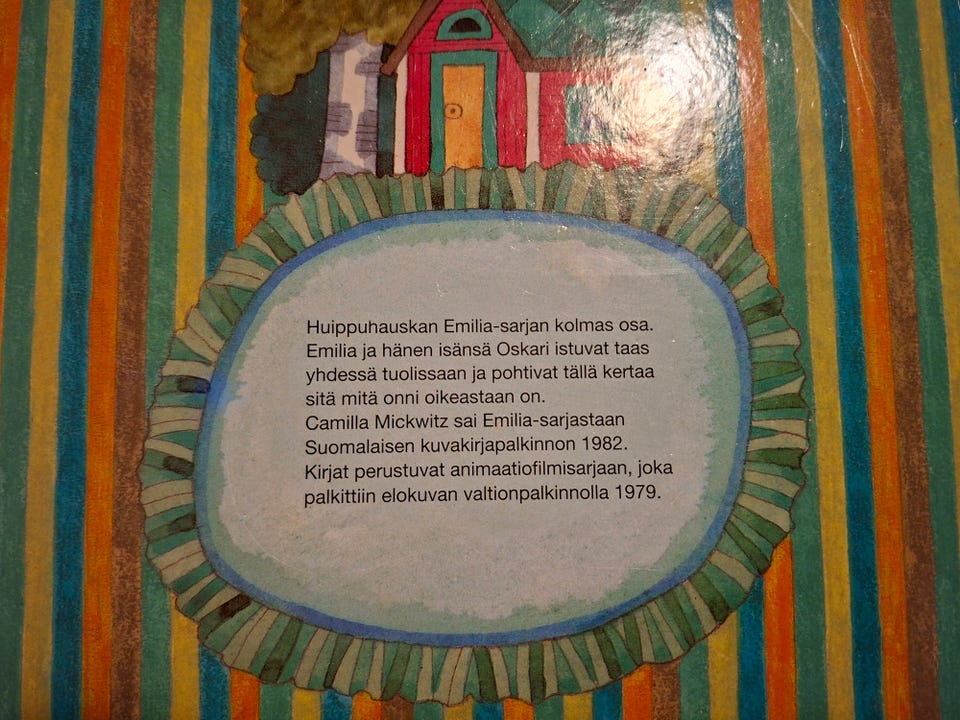 Huippuhauskan Emilia-sarjan kolmas osa.
Emilia ja hänen isänsä Oskari istuvat taas
yhdessä tuolissaan ja pohtivat tällä kertaa
sitä mitä onni oikeastaan on.
Camilla Mickwitz sai Emilia-sarjastaan
Suomalaisen kuvakirjapalkinnon 1982.
Kirjat perustuvat animaatiofilmisarjaan, joka
palkittiin elokuvan valtionpalkinnolla 1979.